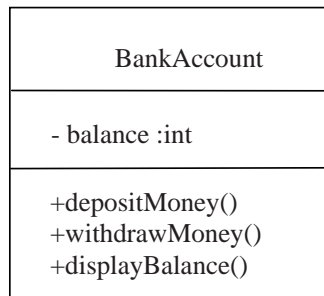 BankAccount
- balance :int
+depositMoney()
+withdrawMoney()
+displayBalance()